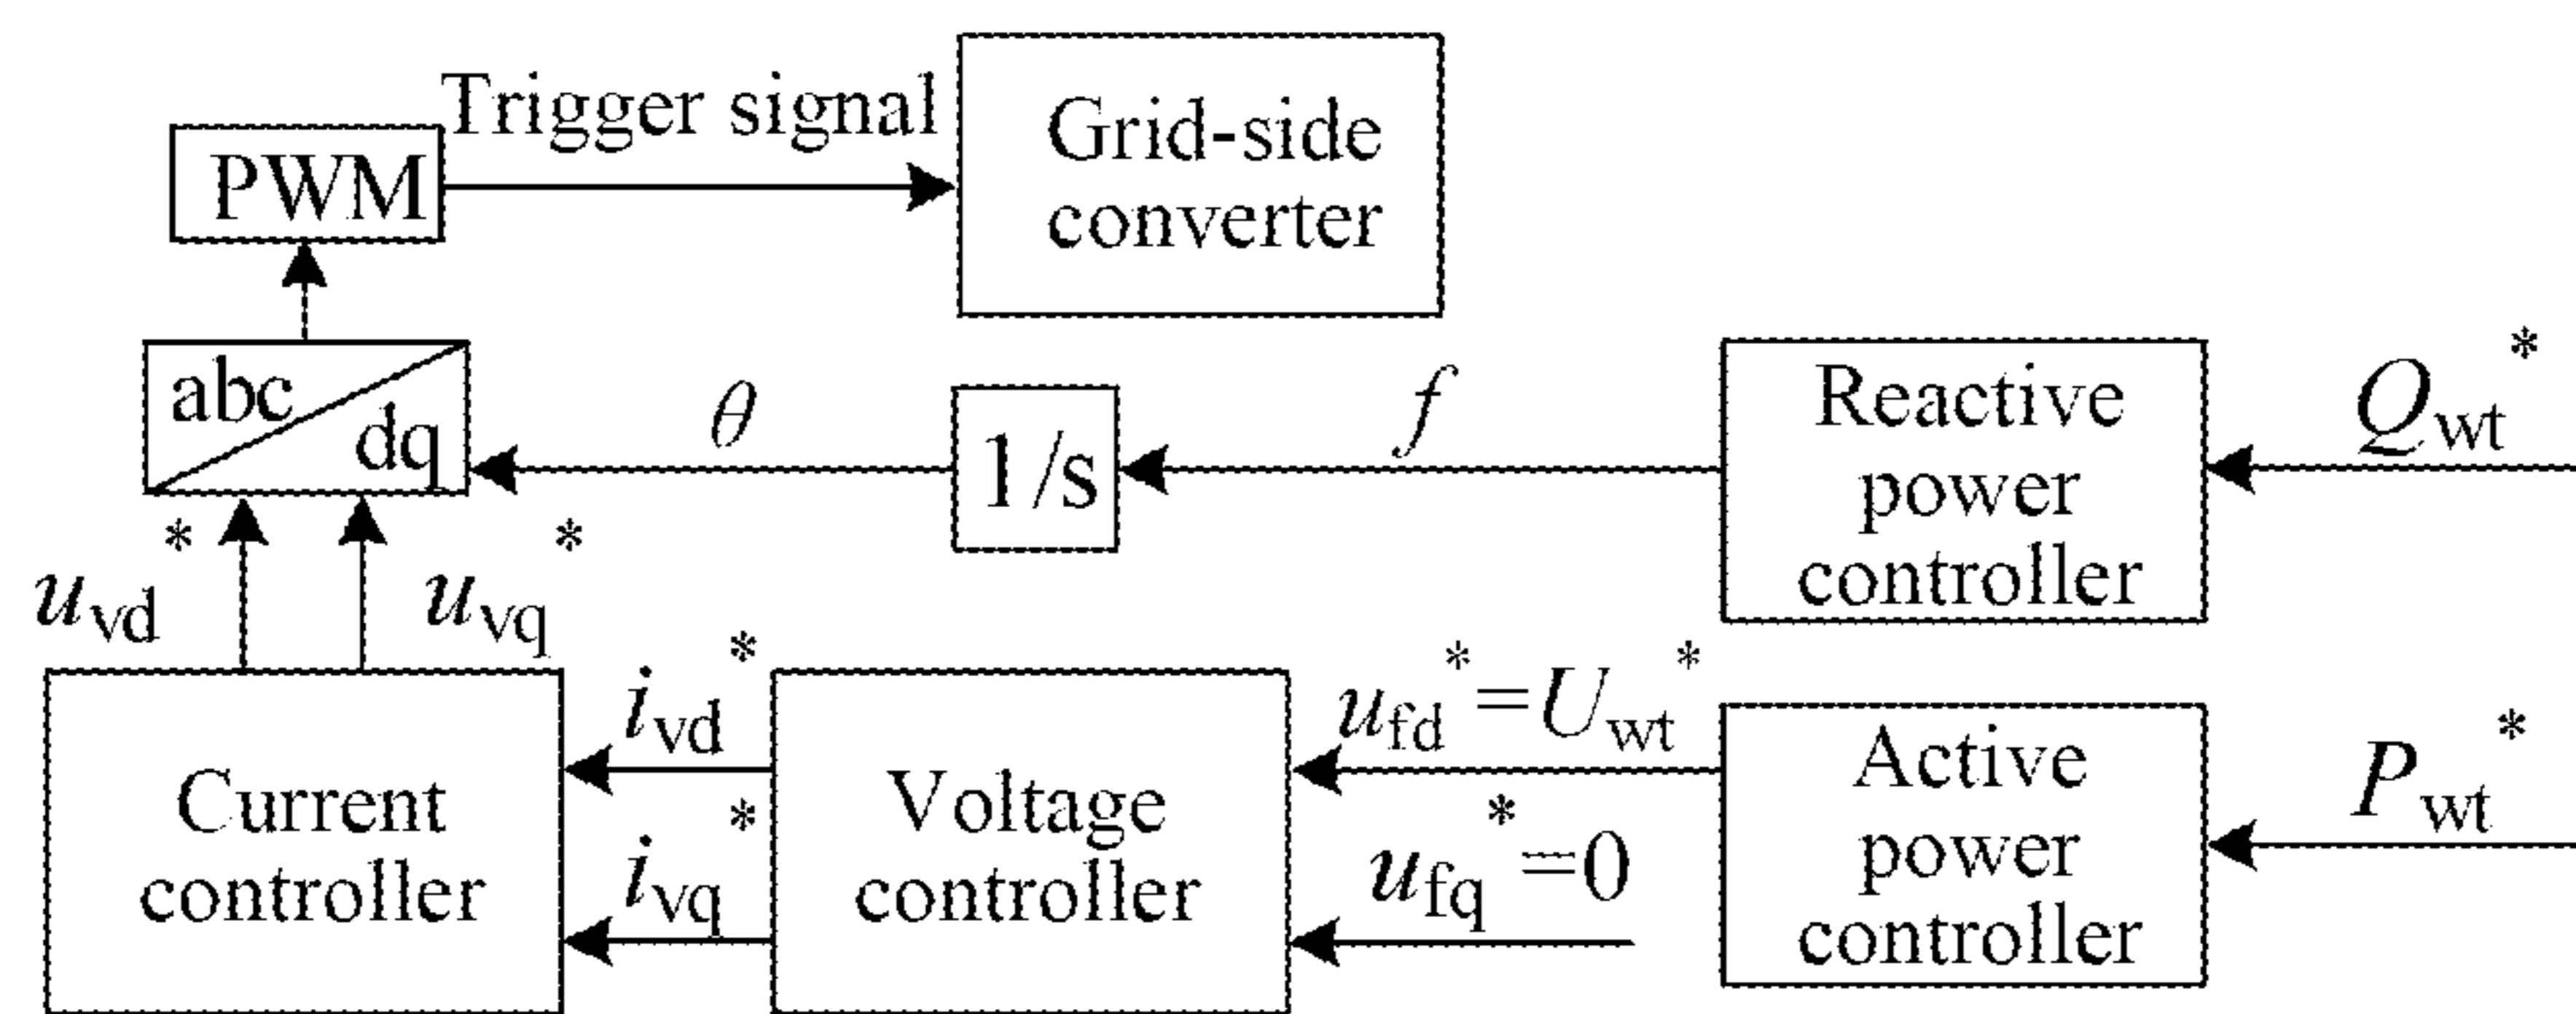 Trigger signal
PWM
Grid-side
converter
abc
dq
θ
1/s
f
Reactive
power
controller
Q_wt*
u_vd*
u_vq*
Current
controller
i_vd*
i_vq*
Voltage
controller
u_fd*=U_wt*
u_fq*=0
Active
power
controller
P_wt*